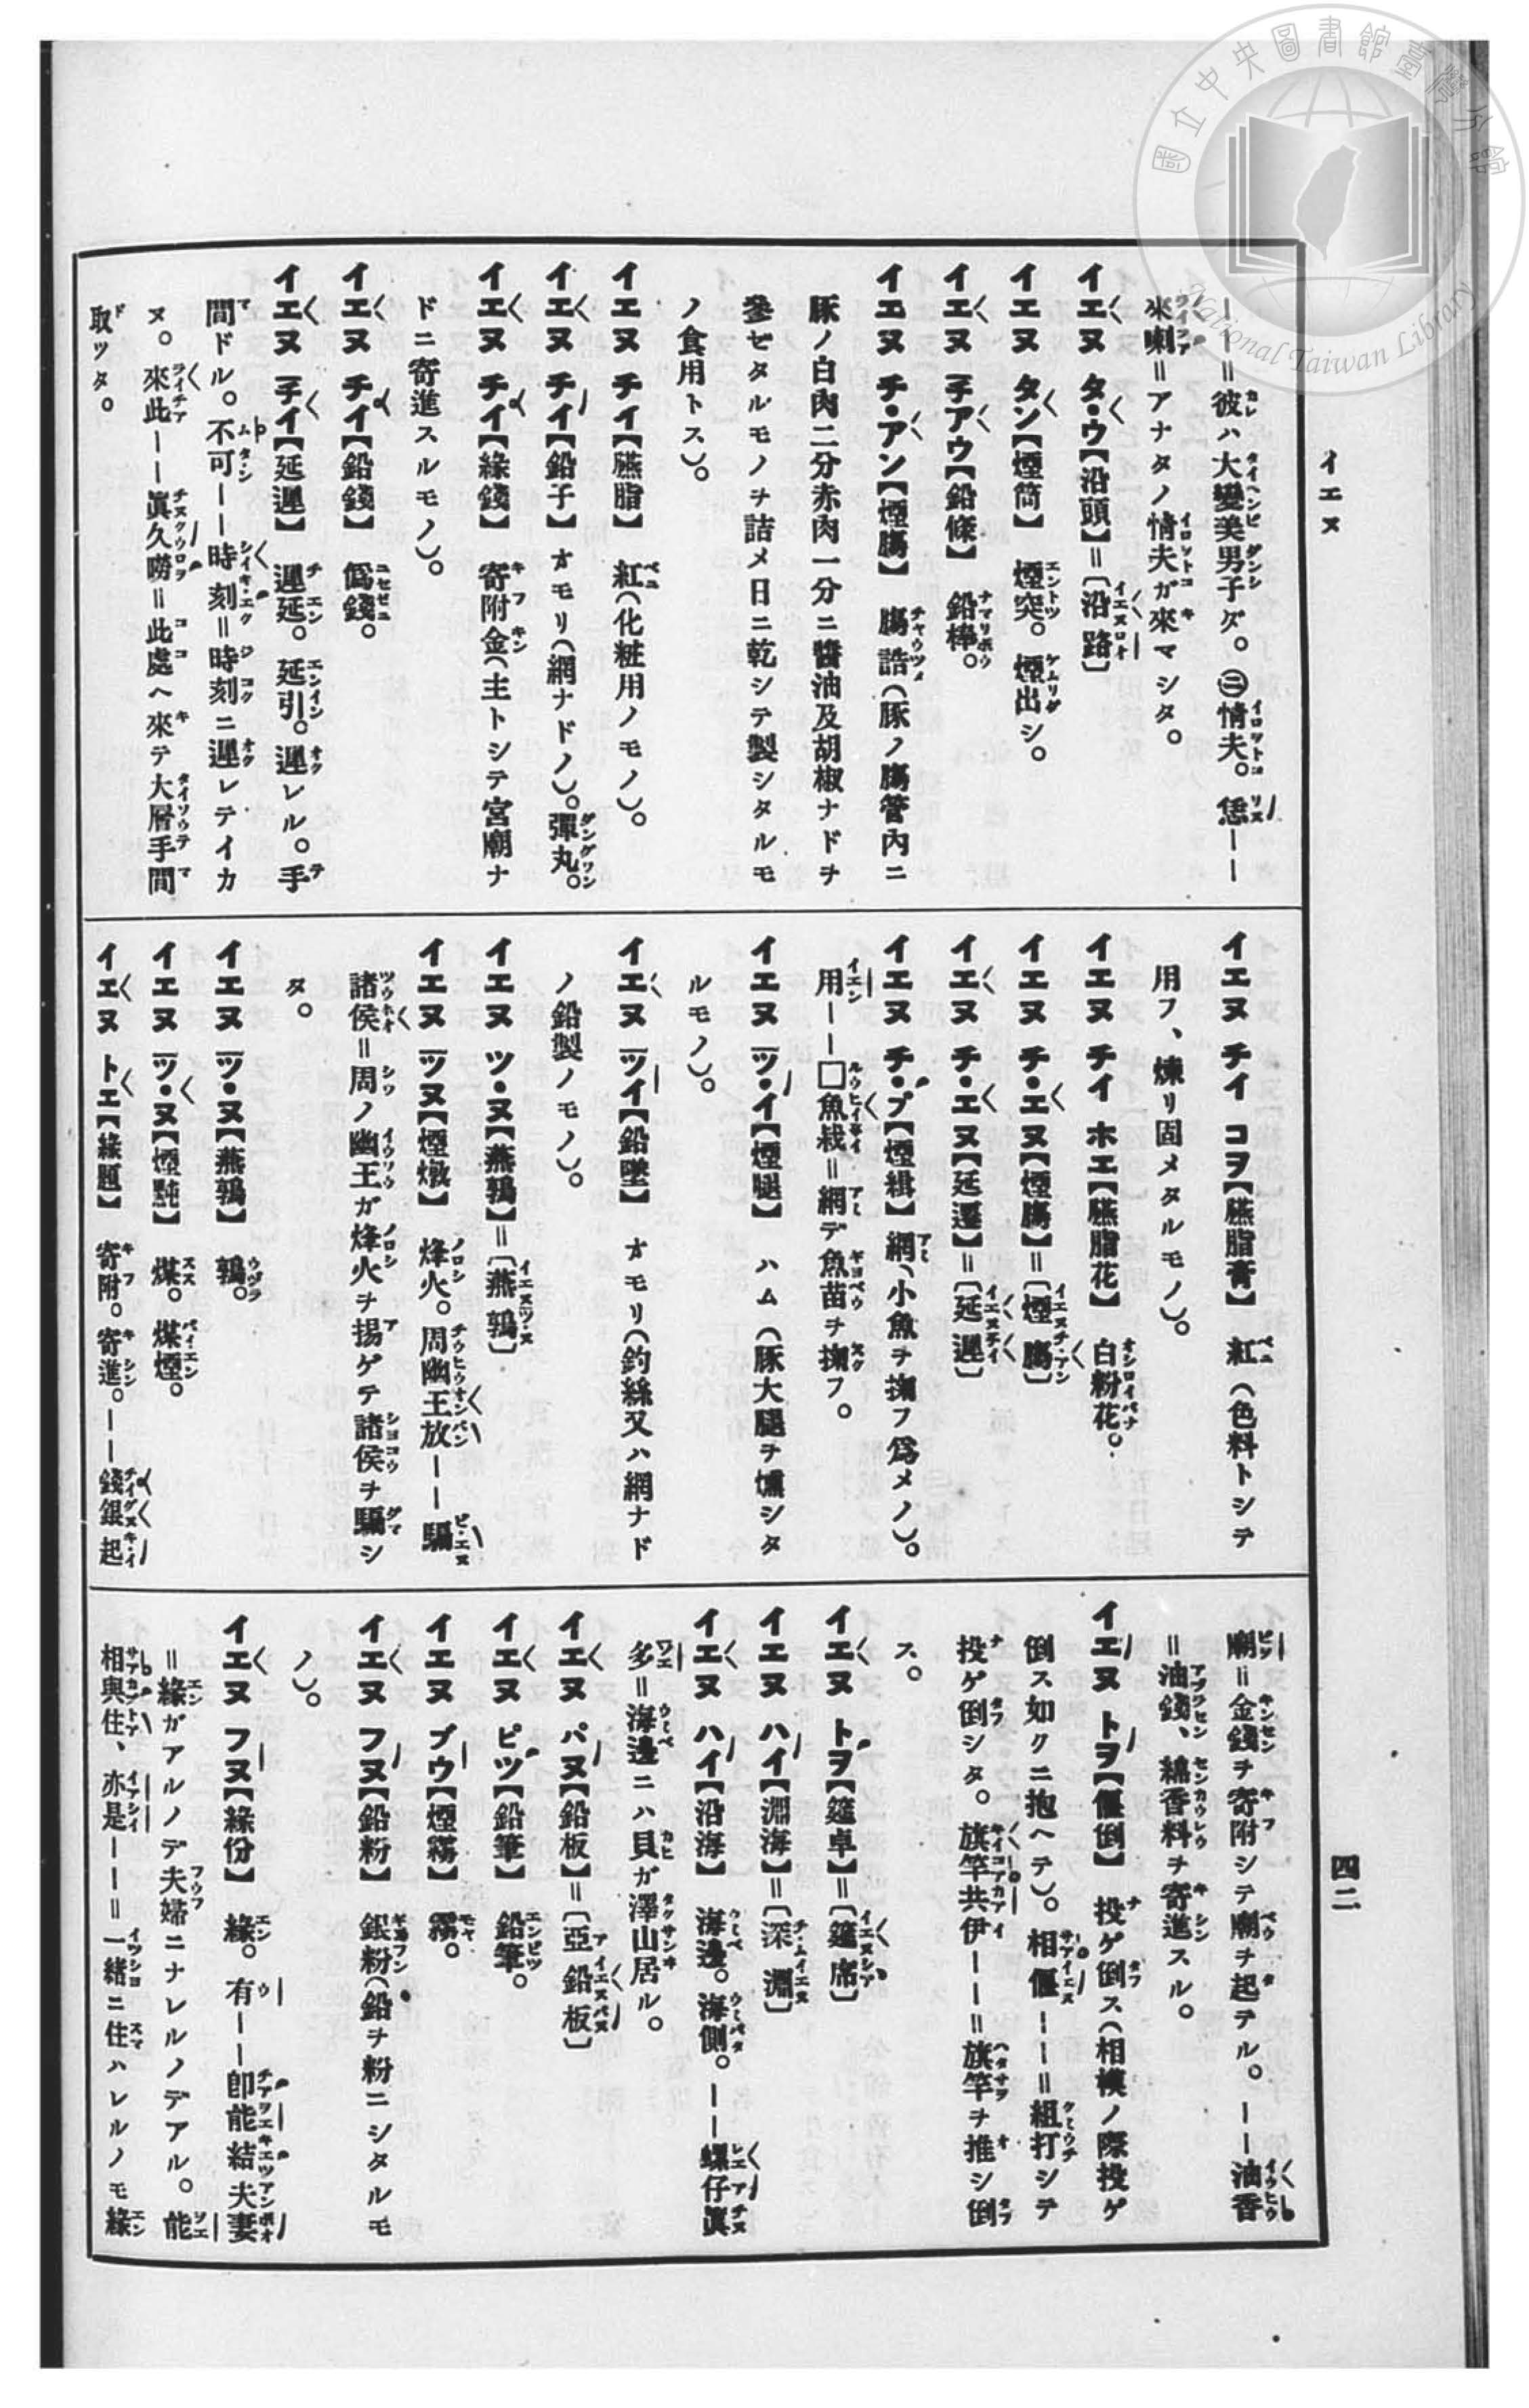 國立中央圖書館臺灣分館
National Taiwan Library
イエヌ
四二
｜｜＝彼ハ大變美男子ダ。㊁情夫。恁｜｜
來喇＝アナタノ情夫ガ來マシタ。
イエヌ タ・ウ【沿頭】＝〔沿路〕
イエヌ タン【煙筒】 煙突。煙出シ。
イエヌ チアウ【鉛條】 鉛棒。
イエヌ チ・アン【煙腸】 腸詰（豚ノ腸管內ニ
豚ノ白肉二分赤肉一分ニ醬油及胡椒ナドヲ
參ゼタルモノヲ詰メ日ニ乾シテ製シタルモ
ノ食用トス）。
イエヌ チイ【臙脂】 紅（化粧用ノモノ）。
イエヌ チイ【鉛子】 オモリ（網ナドノ）。彈丸。
イエヌ チイ【緣錢】 寄附金（主トシテ宮廟ナ
ドニ寄進スルモノ）。
イエヌ チイ【鉛錢】 僞錢。
イエヌ チイ【延遲】 遲延。延引。遲レル。手
間ドル。不可｜｜時刻＝時刻ニ遲レテイカ
ヌ。來此｜｜眞久嘮＝此處ヘ來テ大層手間
取ツタ。
イエヌ チイ コヲ【臙脂膏】 紅（色料トシテ
用フ、煉リ固メタルモノ）。
イエヌ チイ ホエ【臙脂花】 白粉花。
イエヌ チ・エヌ【煙腸】＝〔煙腸〕
イエヌ チ・エヌ【延遷】＝〔延遲〕
イエヌ チ・プ【煙緝】 網（小魚ヲ掬フ爲メノ）。
用｜｜□魚栽＝網デ魚苗ヲ掬フ。
イエヌ ツ・イ【煙腿】 ハム（豚大腿ヲ燻シタ
ルモノ）。
イエヌ ツイ【鉛墜】 オモリ（釣絲又ハ網ナド
ノ鉛製ノモノ）。
イエヌ ツ・ヌ【燕鶉】＝〔燕鶉〕
イエヌ ツヌ【煙燉】 烽火。周幽王放｜｜騙
諸侯＝周ノ幽王ガ烽火ヲ揚ゲテ諸侯ヲ騙シ
タ。
イエヌ ツ・ヌ【燕鶉】 鶉。
イエヌ ツ・ヌ【煙黗】 煤。煤煙。
イエヌ トエ【緣題】 寄附。寄進。｜｜錢銀起
廟＝金錢ヲ寄附シテ廟ヲ起テル。｜｜油香
＝油錢、綿香料ヲ寄進スル。
イエヌ トヲ【偃倒】 投ゲ倒ス（相模ノ際投ゲ
倒ス如クニ抱ヘテ）。相偃｜｜＝組打シテ
投ゲ倒シタ。旗竿共伊｜｜＝旗竿ヲ推シ倒
ス。
イエヌ トヲ【筵卓】＝〔筵席〕
イエヌ ハイ【淵海】＝〔深淵〕
イエヌ ハイ【沿海】 海邊。海側。｜｜螺仔眞
多＝海邊ニハ貝ガ澤山居ル。
イエヌ パヌ【鉛板】＝〔亞鉛板〕
イエヌ ピツ【鉛筆】 鉛筆。
イエヌ ブウ【煙霧】 靄。
イエヌ フヌ【鉛粉】 銀粉（鉛ヲ粉ニシタルモ
ノ）。
イエヌ フヌ【緣份】 緣。有｜｜卽能結夫妻
＝緣ガアルノデ夫婦ニナレルノデアル。能
相與住、亦是｜｜＝一緖ニ住ハレルノモ緣